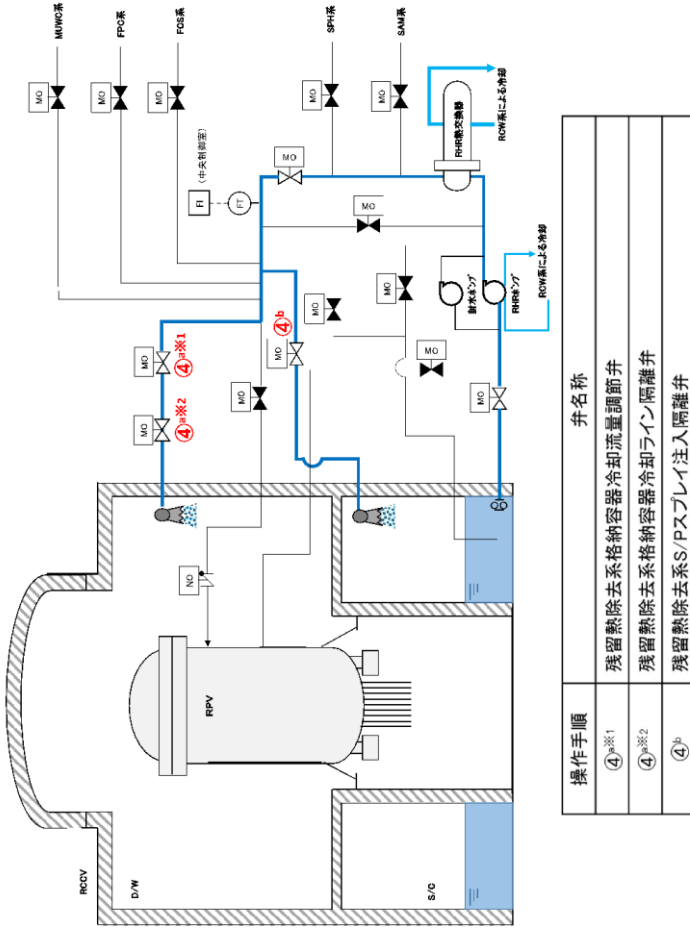 MUWC系
FPC系
FCS系
SPH系
SAM系
MO
MO
MO
MO
MO
(中央制御室)
FI
FT
MO
MO
RHR熱交換器
RCW系による冷却
封水ポンプ
RHRポンプ
RCW系による冷却
MO
④a※1
MO
④a※2
MO
④b
MO
MO
MO
MO
MO
NO
RPV
RCCV
D/W
S/C
操作手順 弁名称
④a※1 残留熱除去系格納容器冷却流量調節弁
④a※2 残留熱除去系格納容器冷却ライン隔離弁
④b 残留熱除去系S/Pスプレイ注入隔離弁